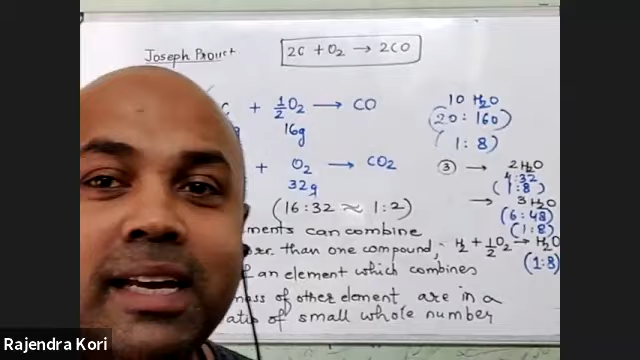 Joseph Proust
2C + O₂ → 2CO
+ ½O₂ → CO
16g
+ O₂ → CO₂
32g
(16:32 ≈ 1:2)
10 H₂O
(20:160)
(1:8)
③ → 2H₂O
4:32
(1:8)
→ 3H₂O
(6:48)
(1:8)
H₂ + ½O₂ → H₂O
(1:8)
can combine
than one compound,
an element which combines
mass of other element are in a
of small whole number
Rajendra Kori